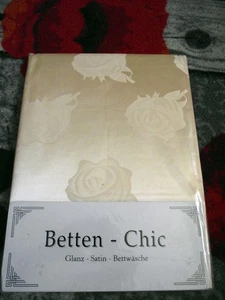 Betten - Chic
Glanz · Satin · Bettwäsche